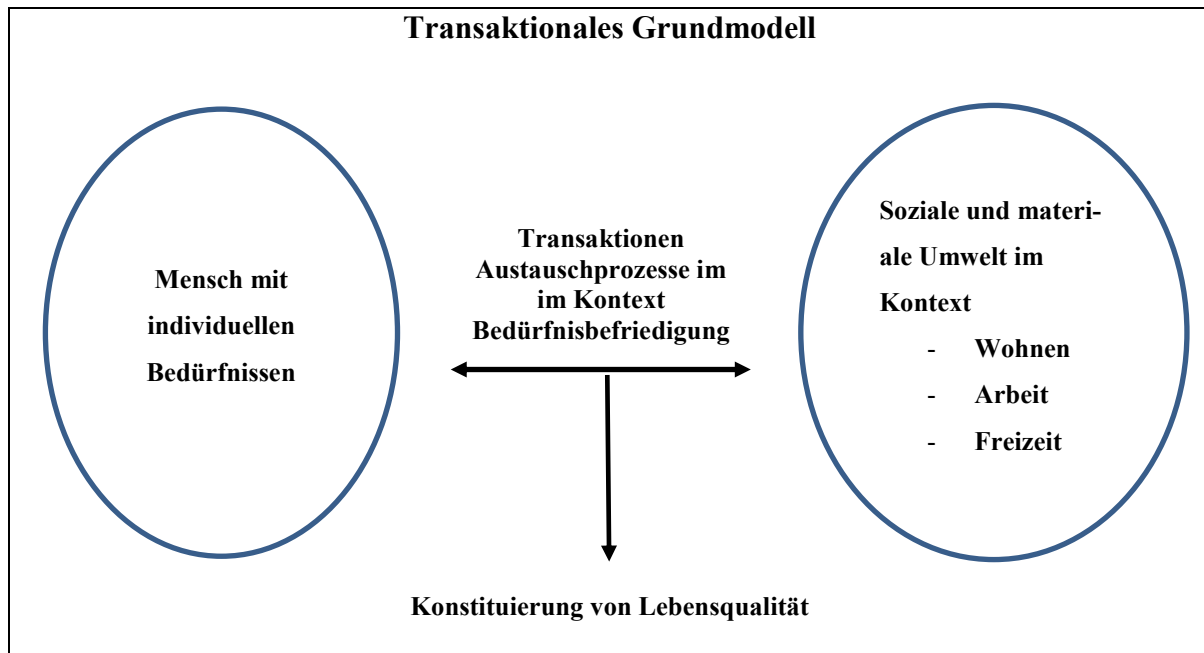 Transaktionales Grundmodell
Mensch mit
individuellen
Bedürfnissen
Transaktionen
Austauschprozesse im
im Kontext
Bedürfnisbefriedigung
Soziale und materi-
ale Umwelt im
Kontext
- Wohnen
- Arbeit
- Freizeit
Konstituierung von Lebensqualität